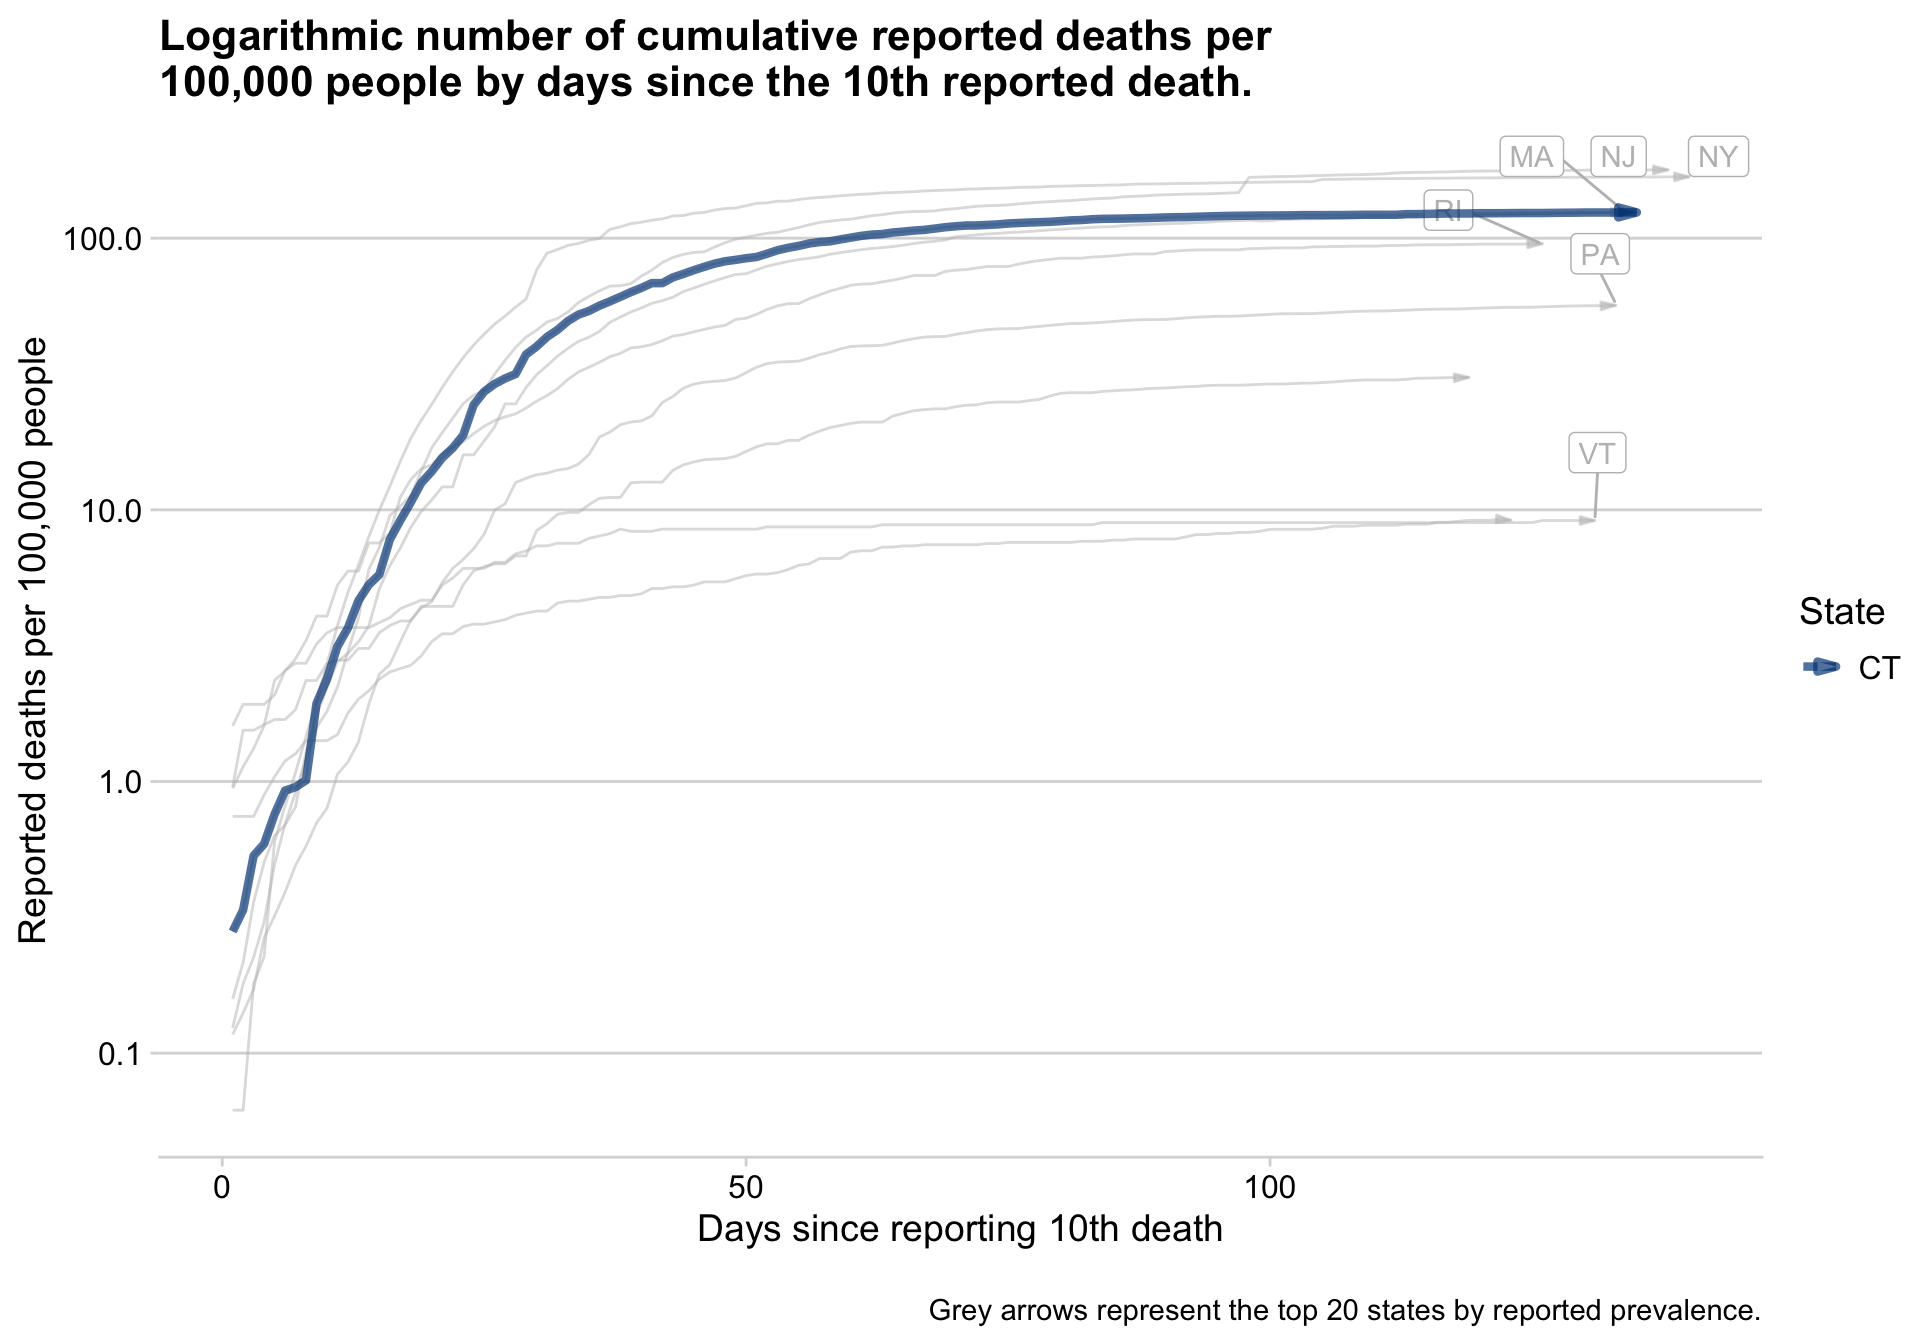 Logarithmic number of cumulative reported deaths per
100,000 people by days since the 10th reported death.
MA
NJ
NY
RI
PA
VT
100.0
10.0
1.0
0.1
Reported deaths per 100,000 people
0
50
100
Days since reporting 10th death
State
CT
Grey arrows represent the top 20 states by reported prevalence.